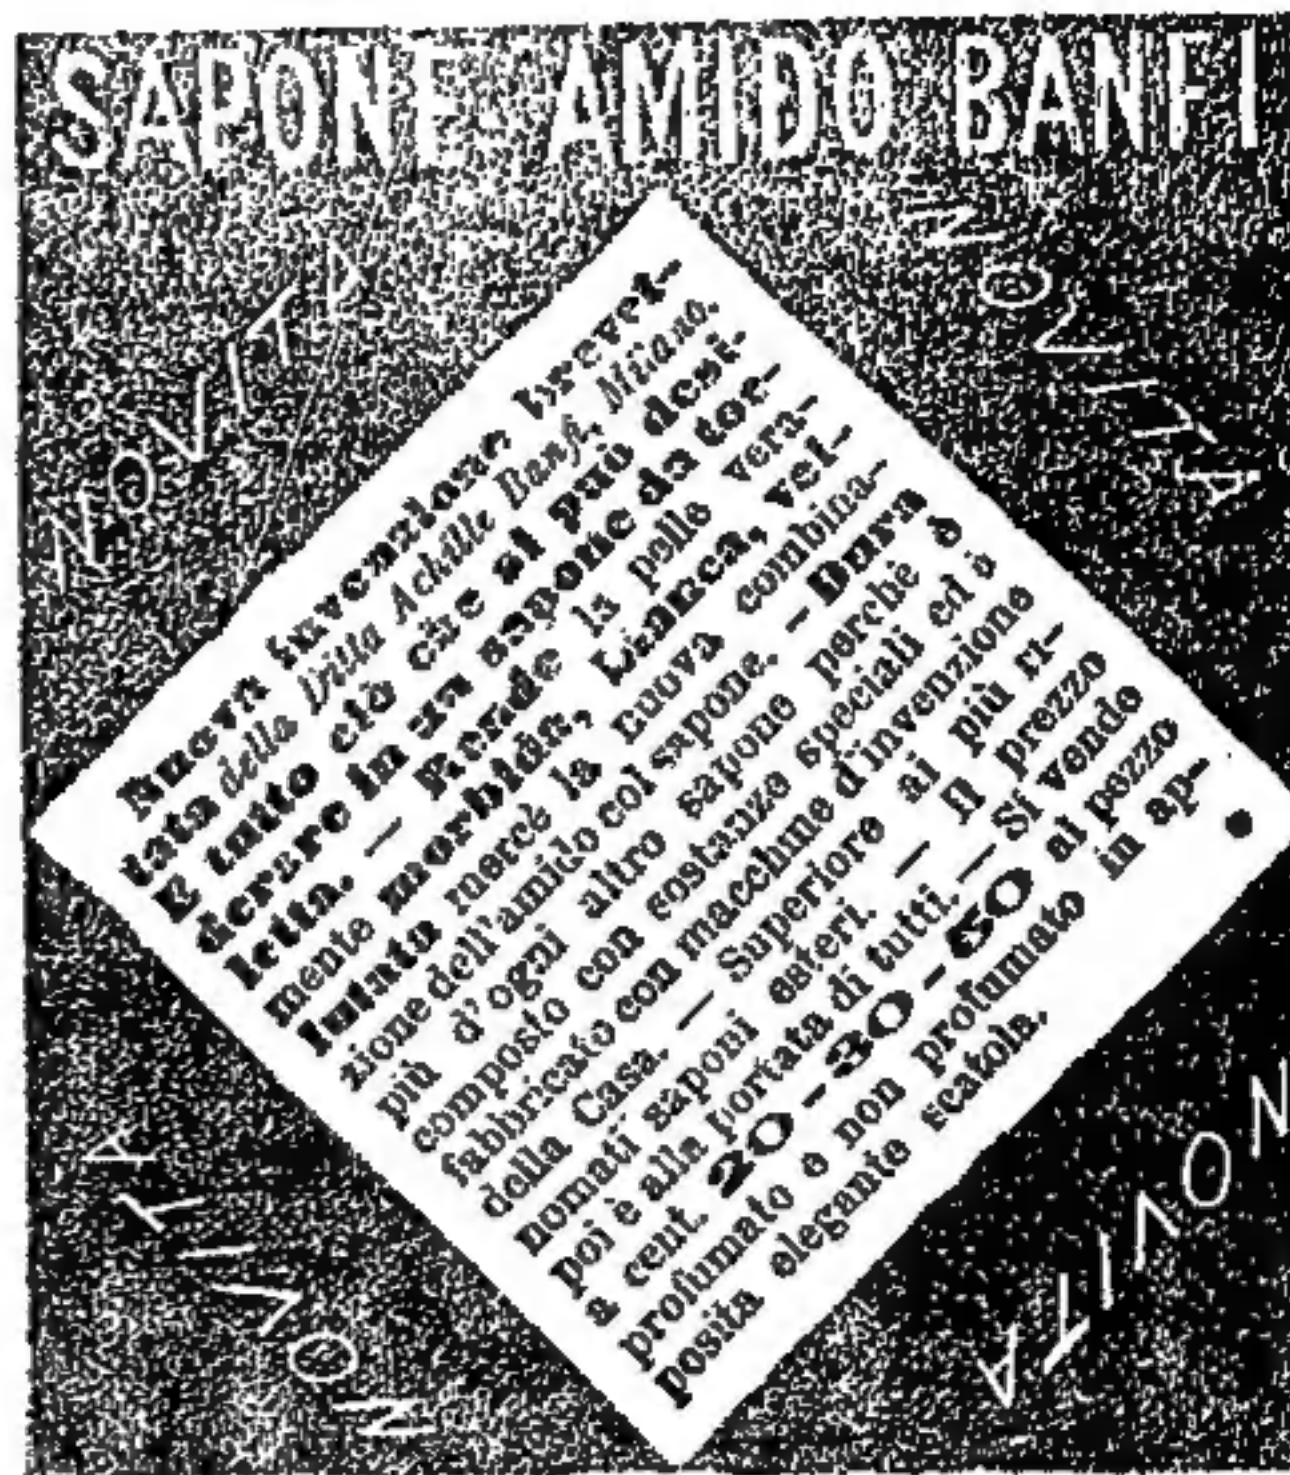 SAPONE AMIDO BANFI
NOVITÀ
NOVITÀ
Nuova invenzione brevet-
tata della Ditta Achille Banfi, Milano.
È tutto ciò che si può desi-
derare in un sapone da toe-
letta. — Rende la pelle vera-
mente morbida, bianca, vel-
lutata mercè la nuova combina-
zione dell'amido col sapone. — Dura
più d'ogni altro sapone perchè è
composto con sostanze speciali ed è
fabbricato con macchine d'invenzione
della Casa. — Superiore ai più ri-
nomati saponi esteri. — Il prezzo
poi è alla portata di tutti. — Si vende
a cent. 20-30-50 al pezzo
profumato e non profumato in ap-
posita elegante scatola.
NOVITÀ
NOVITÀ